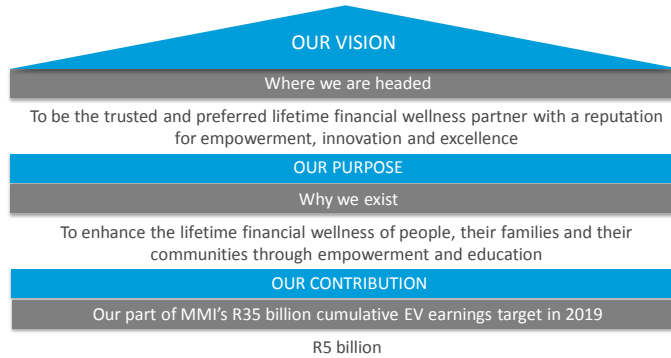 OUR VISION
Where we are headed
To be the trusted and preferred lifetime financial wellness partner with a reputation
for empowerment, innovation and excellence
OUR PURPOSE
Why we exist
To enhance the lifetime financial wellness of people, their families and their
communities through empowerment and education
OUR CONTRIBUTION
Our part of MMI’s R35 billion cumulative EV earnings target in 2019
R5 billion